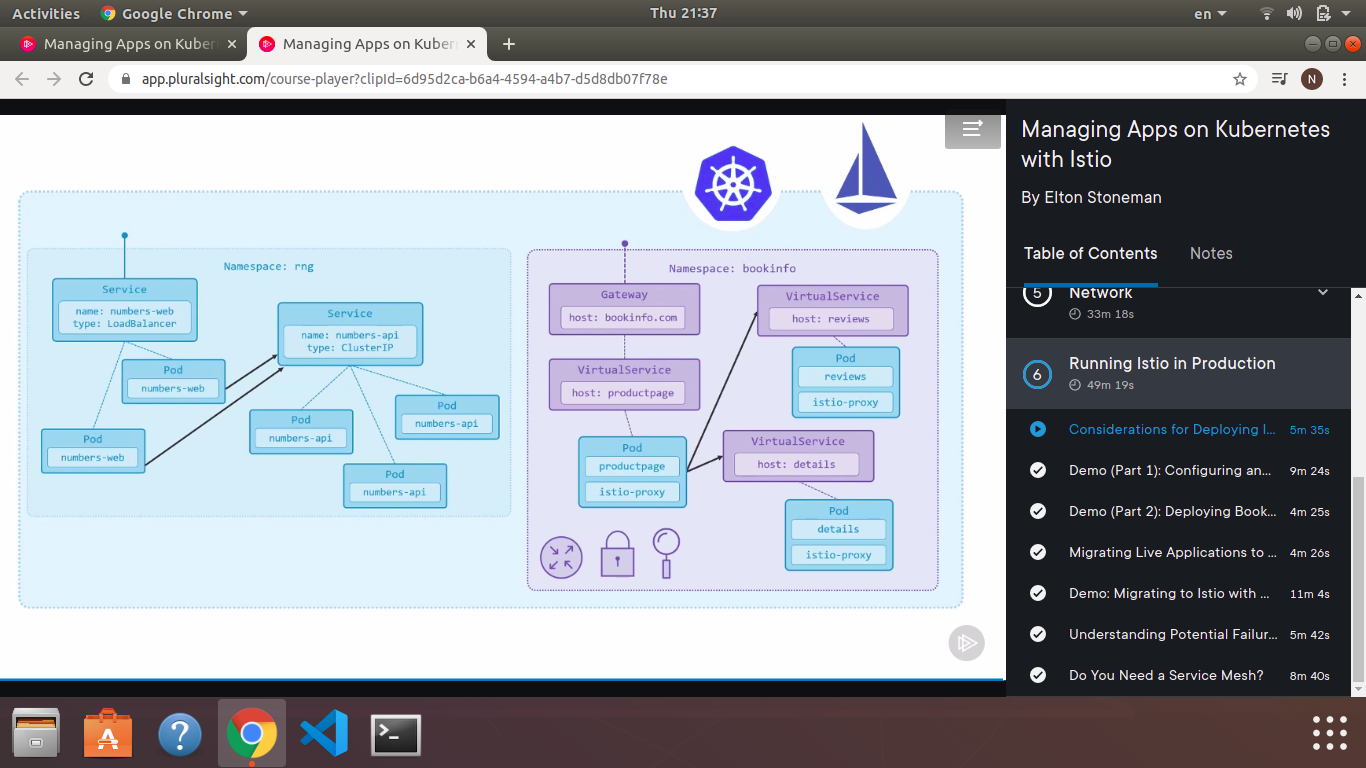 Activities
Google Chrome
Thu 21:37
en
Managing Apps on Kuber
Managing Apps on Kuber
app.pluralsight.com/course-player?clipId=6d95d2ca-b6a4-4594-a4b7-d5d8db07f78e
N
Namespace: rng
Service
name: numbers-web
type: LoadBalancer
Service
name: numbers-api
type: ClusterIP
Pod
numbers-web
Pod
numbers-web
Pod
numbers-api
Pod
numbers-api
Pod
numbers-api
Namespace: bookinfo
Gateway
host: bookinfo.com
VirtualService
host: productpage
Pod
productpage
istio-proxy
VirtualService
host: reviews
Pod
reviews
istio-proxy
VirtualService
host: details
Pod
details
istio-proxy
Managing Apps on Kubernetes
with Istio
By Elton Stoneman
Table of Contents
Notes
5
Network
33m 18s
6
Running Istio in Production
49m 19s
Considerations for Deploying I... 5m 35s
Demo (Part 1): Configuring an... 9m 24s
Demo (Part 2): Deploying Book... 4m 25s
Migrating Live Applications to ... 4m 26s
Demo: Migrating to Istio with ... 11m 4s
Understanding Potential Failur... 5m 42s
Do You Need a Service Mesh? 8m 40s